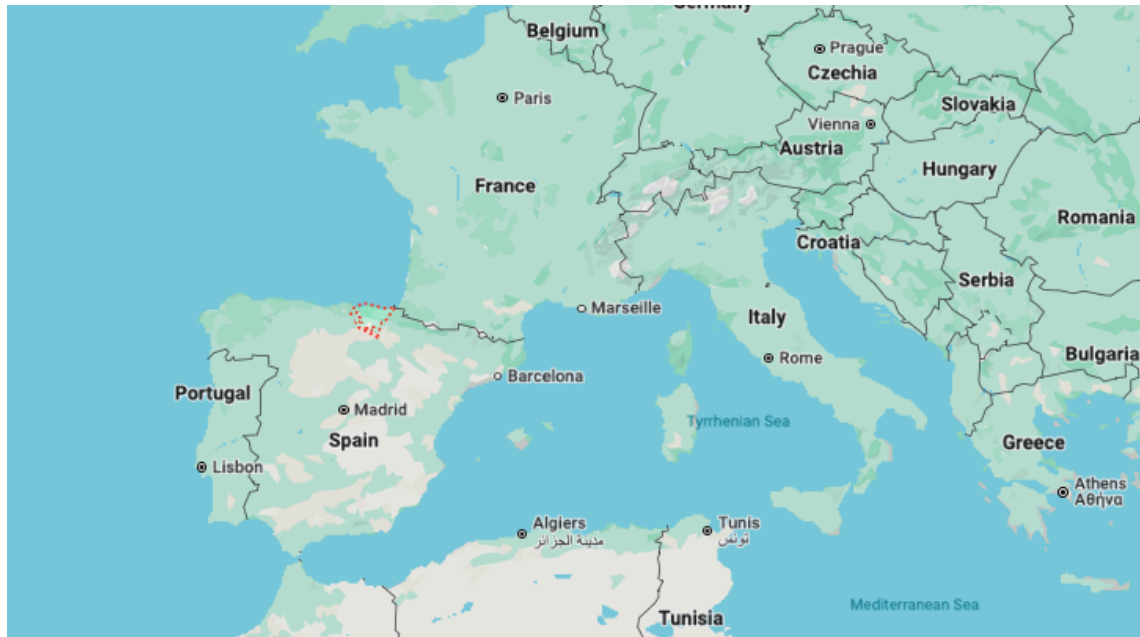 Germany
Belgium
Prague
Czechia
Paris
Slovakia
Vienna
Austria
Hungary
France
Romania
Croatia
Serbia
Marseille
Italy
Rome
Bulgaria
Barcelona
Portugal
Madrid
Spain
Tyrrhenian Sea
Greece
Lisbon
Athens
Αθήνα
Algiers
مدينة الجزائر
Tunis
تونس
Mediterranean Sea
Tunisia